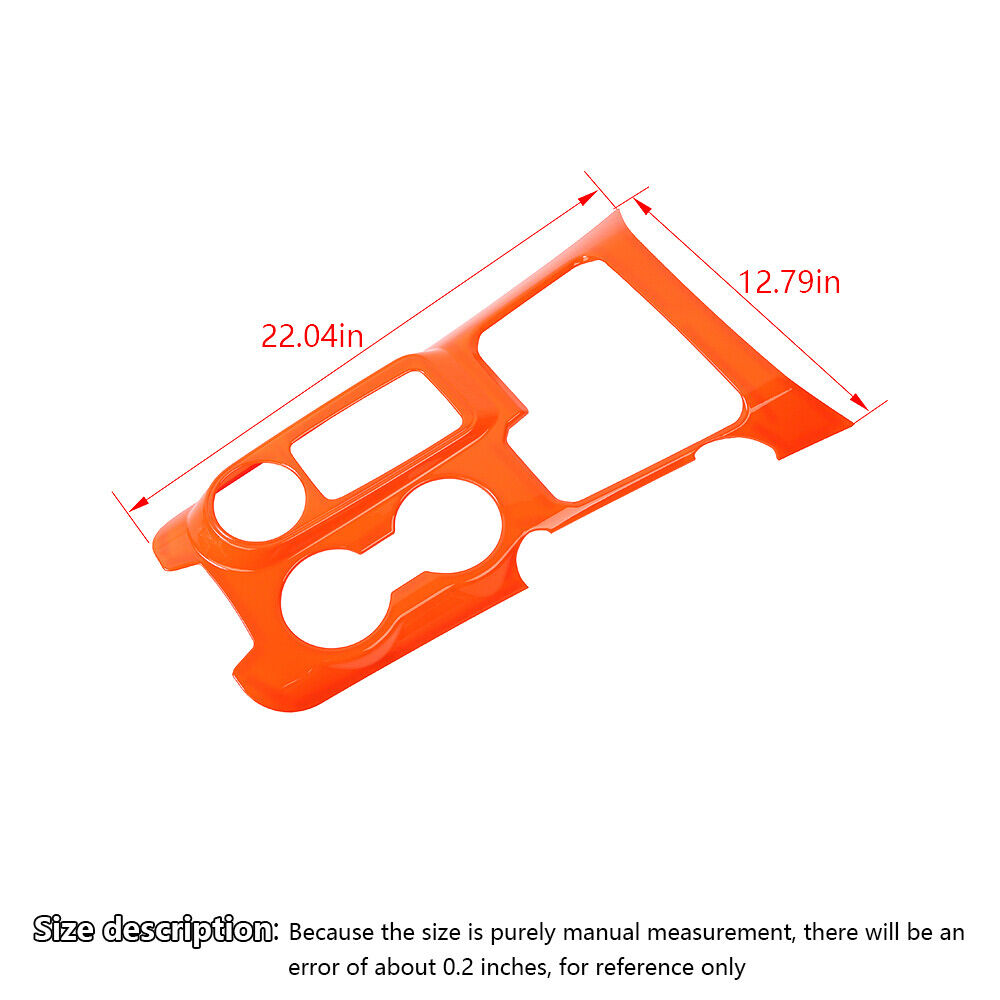 22.04in
12.79in
Size description: Because the size is purely manual measurement, there will be an
error of about 0.2 inches, for reference only